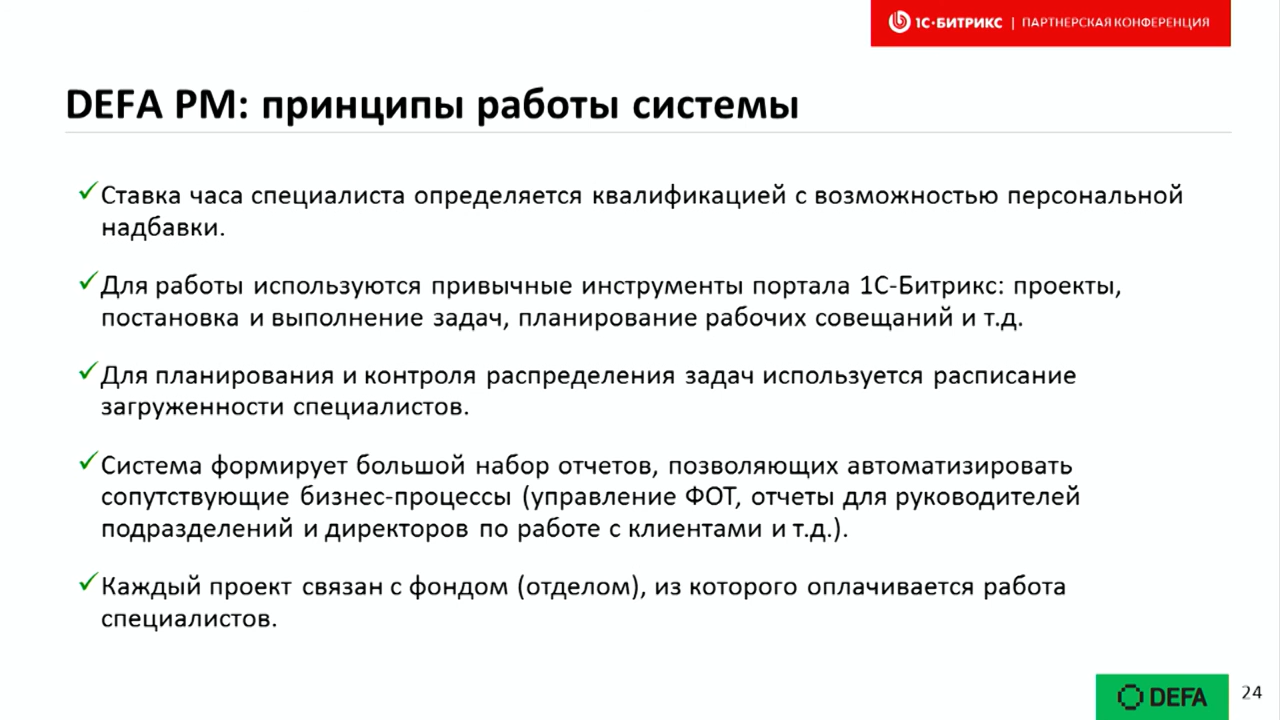 1С-БИТРИКС | ПАРТНЕРСКАЯ КОНФЕРЕНЦИЯ
DEFA PM: принципы работы системы
✓Ставка часа специалиста определяется квалификацией с возможностью персональной
надбавки.
✓Для работы используются привычные инструменты портала 1С-Битрикс: проекты,
постановка и выполнение задач, планирование рабочих совещаний и т.д.
✓Для планирования и контроля распределения задач используется расписание
загруженности специалистов.
✓Система формирует большой набор отчетов, позволяющих автоматизировать
сопутствующие бизнес-процессы (управление ФОТ, отчеты для руководителей
подразделений и директоров по работе с клиентами и т.д.).
✓Каждый проект связан с фондом (отделом), из которого оплачивается работа
специалистов.
DEFA 24